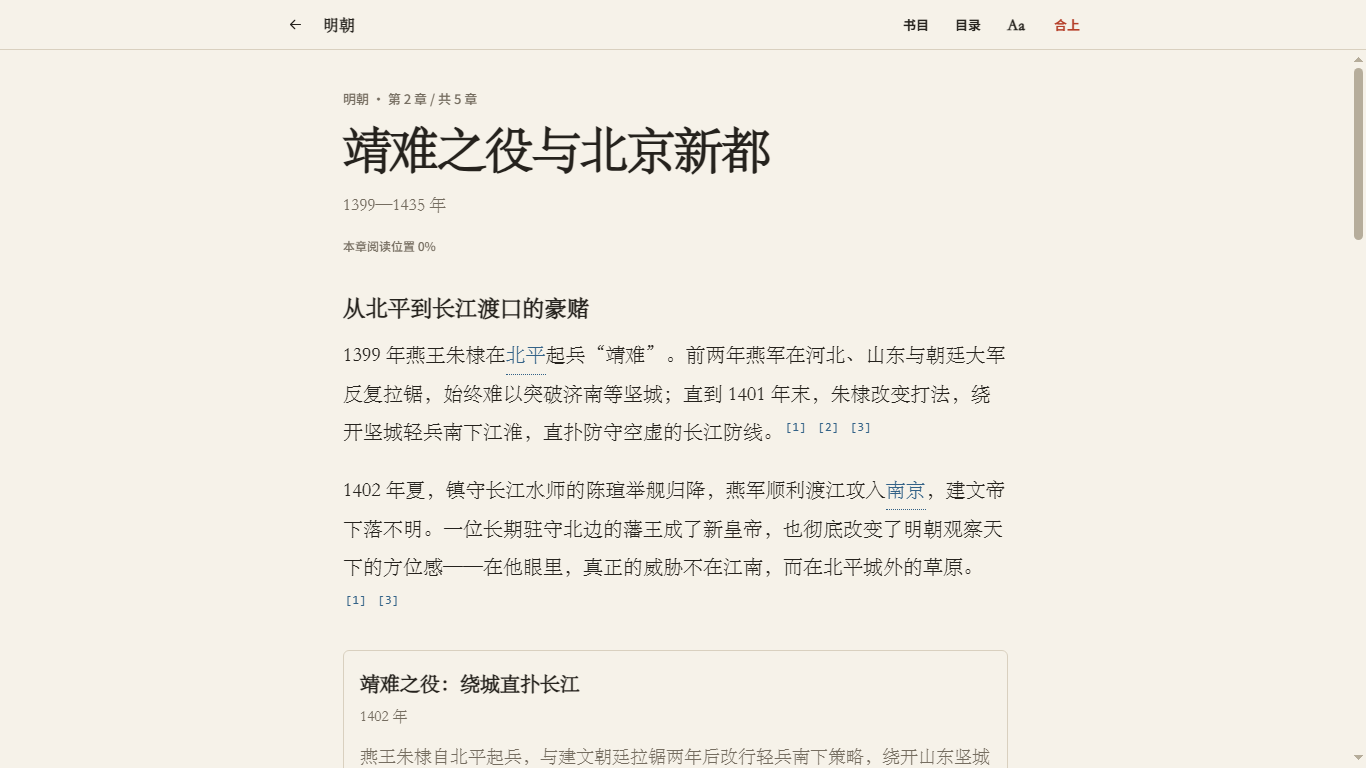 ← 明朝 书目 目录 Aa 合上
明朝 · 第 2 章 / 共 5 章
靖难之役与北京新都
1399—1435 年
本章阅读位置 0%
从北平到长江渡口的豪赌
1399 年燕王朱棣在北平起兵“靖难”。前两年燕军在河北、山东与朝廷大军
反复拉锯，始终难以突破济南等坚城；直到 1401 年末，朱棣改变打法，绕
开坚城轻兵南下江淮，直扑防守空虚的长江防线。[1] [2] [3]
1402 年夏，镇守长江水师的陈瑄举舰归降，燕军顺利渡江攻入南京，建文帝
下落不明。一位长期驻守北边的藩王成了新皇帝，也彻底改变了明朝观察天
下的方位感——在他眼里，真正的威胁不在江南，而在北平城外的草原。
[1] [3]
靖难之役：绕城直扑长江
1402 年
燕王朱棣自北平起兵，与建文朝廷拉锯两年后改行轻兵南下策略，绕开山东坚城